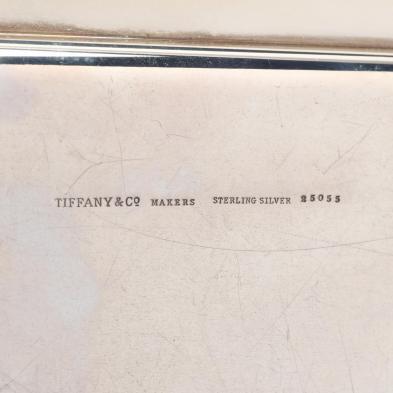 TIFFANY & Cº MAKERS STERLING SILVER 25055